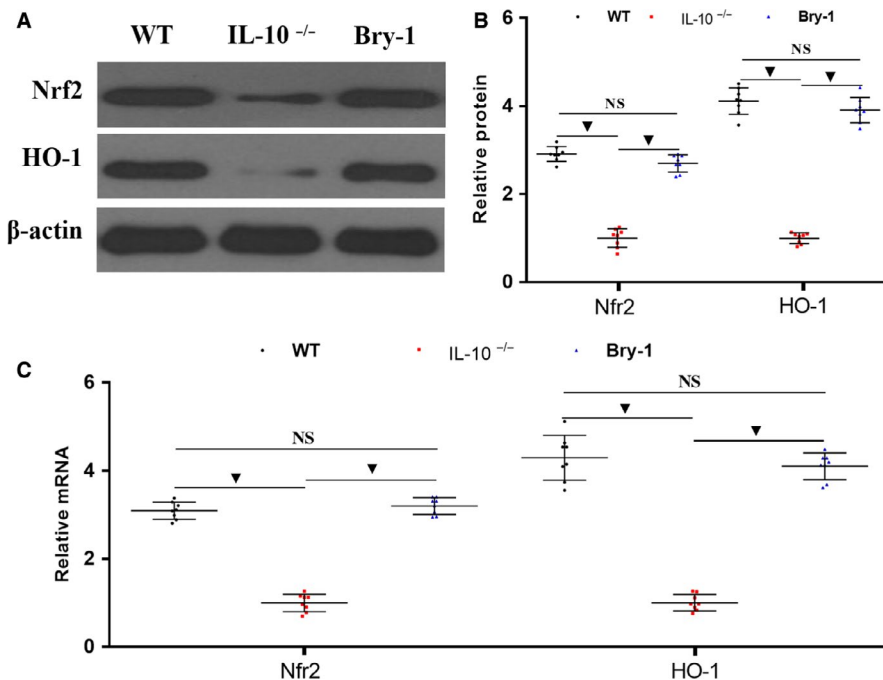 A
WT IL-10 −/− Bry-1
Nrf2
HO-1
β-actin
B
WT IL-10 −/− Bry-1
NS
NS
6
4
2
0
Relative protein
Nfr2 HO-1
C
WT IL-10 −/− Bry-1
NS
NS
6
4
2
0
Relative mRNA
Nfr2 HO-1